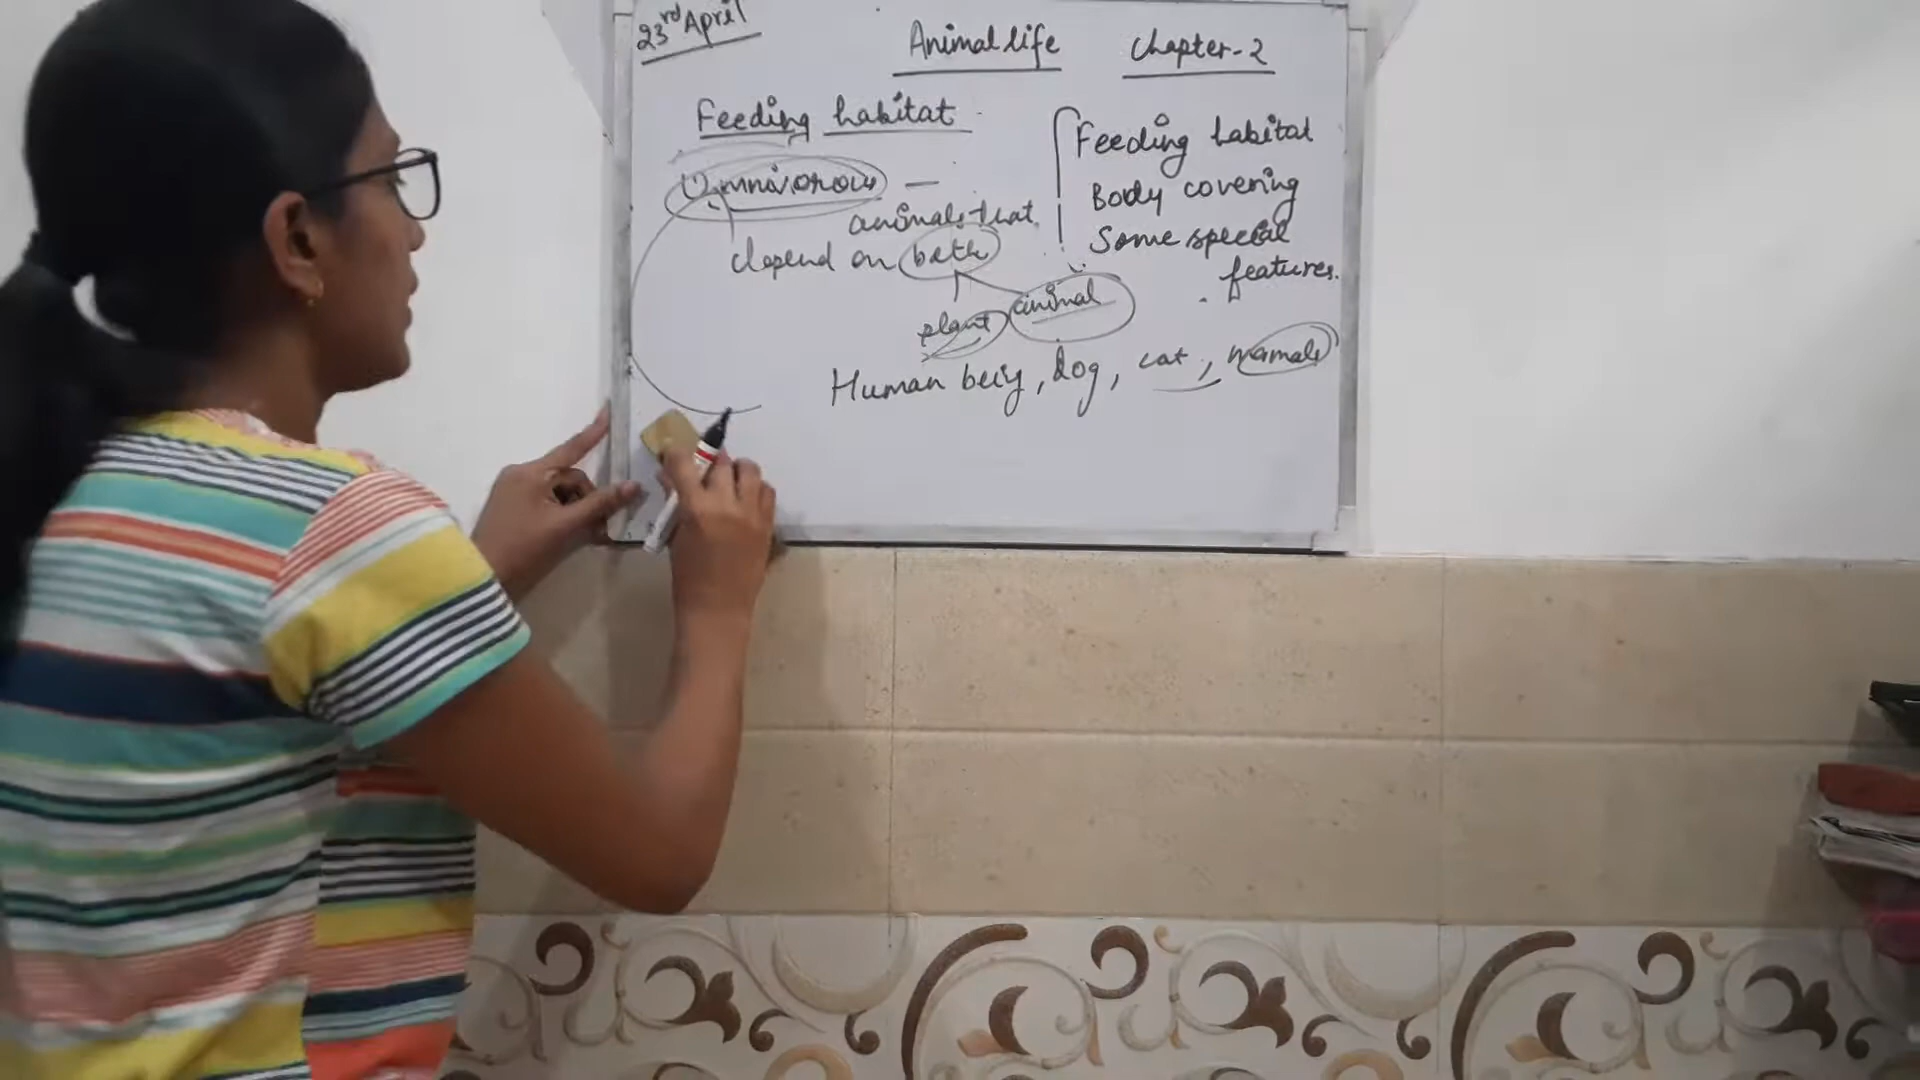 23rd April
Animal life Chapter-2
Feeding habitat
Omnivorous —
animals that
depend on both
plant animal
Human being, dog, cat,
Feeding habitat
Body covering
Some special
features.